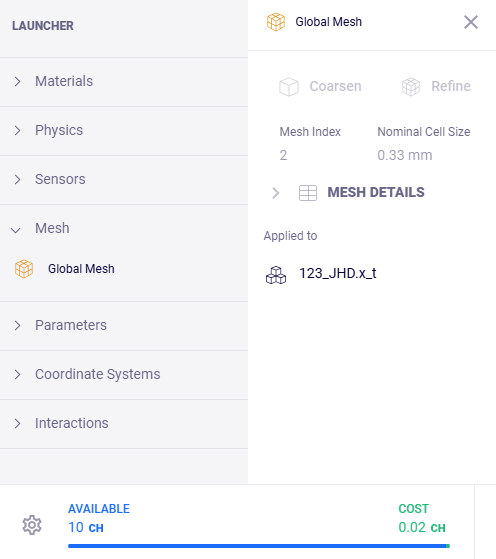 LAUNCHER
Materials
Physics
Sensors
Mesh
Global Mesh
Parameters
Coordinate Systems
Interactions
Global Mesh
Coarsen Refine
Mesh Index Nominal Cell Size
2 0.33 mm
MESH DETAILS
Applied to
123_JHD.x_t
AVAILABLE COST
10 CH 0.02 CH